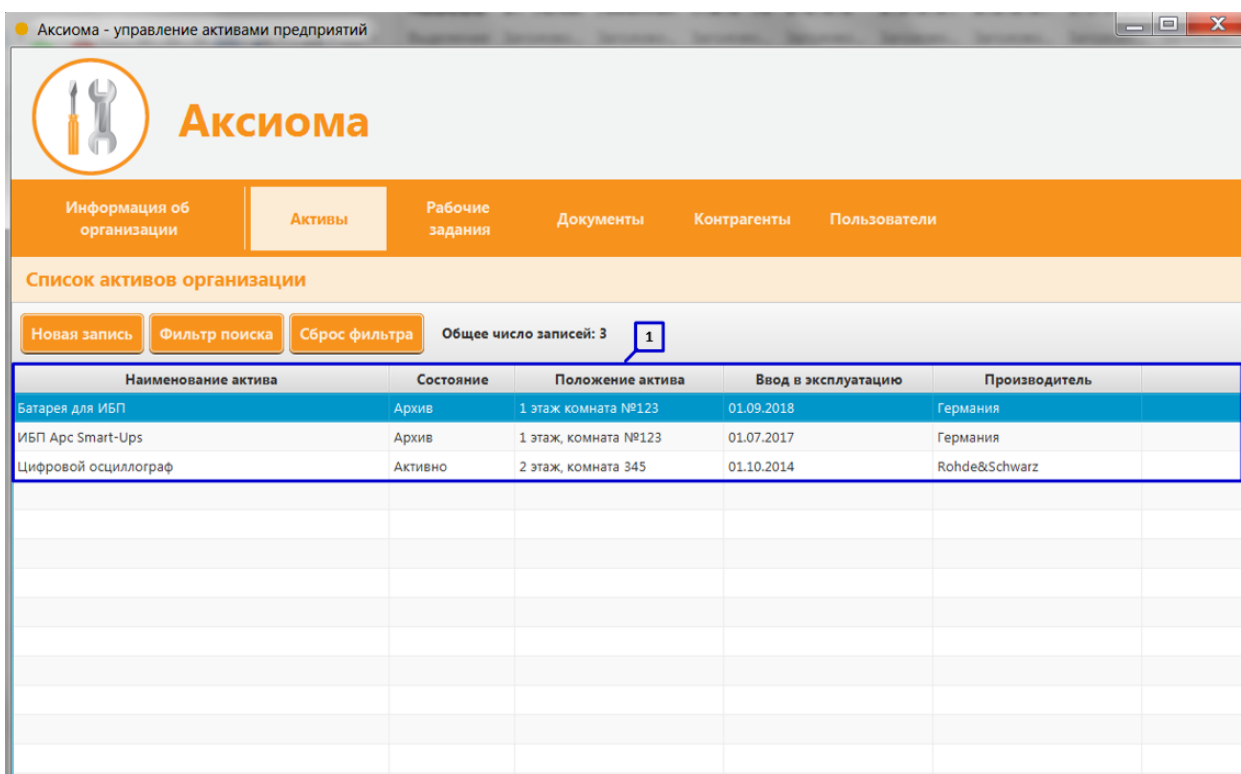 Аксиома - управление активами предприятий
Аксиома
Информация об
организации
Активы
Рабочие
задания
Документы
Контрагенты
Пользователи
Список активов организации
Новая запись Фильтр поиска Сброс фильтра Общее число записей: 3 1
Наименование актива Состояние Положение актива Ввод в эксплуатацию Производитель
Батарея для ИБП Архив 1 этаж комната №123 01.09.2018 Германия
ИБП Apc Smart-Ups Архив 1 этаж, комната №123 01.07.2017 Германия
Цифровой осциллограф Активно 2 этаж, комната 345 01.10.2014 Rohde&Schwarz